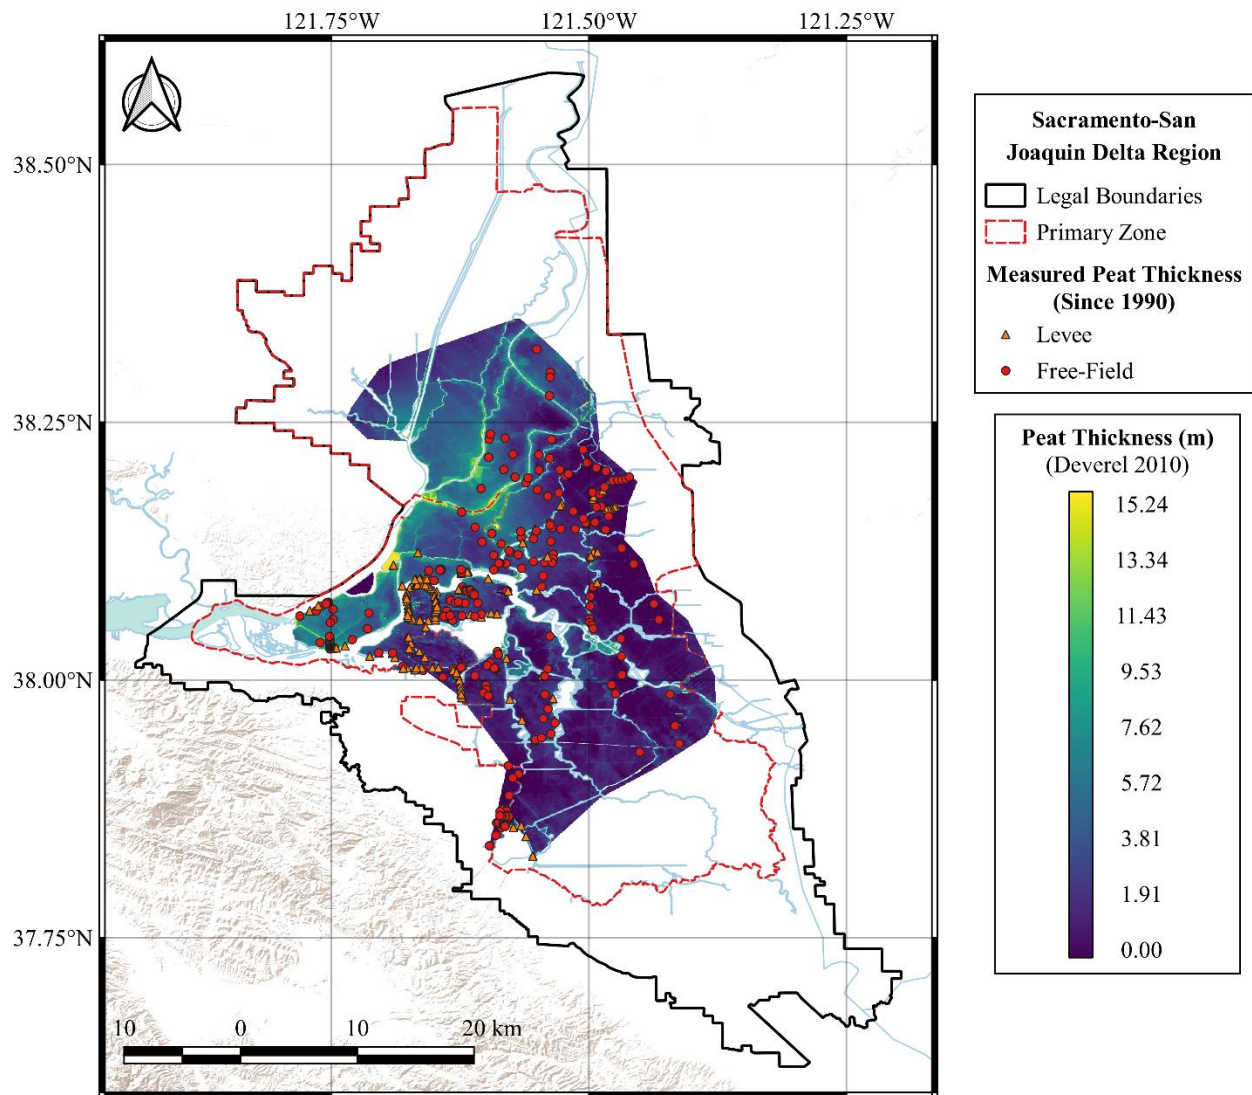 121.75°W 121.50°W 121.25°W
38.50°N
38.25°N
38.00°N
37.75°N
10 0 10 20 km
Sacramento-San
Joaquin Delta Region
Legal Boundaries
Primary Zone
Measured Peat Thickness
(Since 1990)
Levee
Free-Field
Peat Thickness (m)
(Deverel 2010)
15.24
13.34
11.43
9.53
7.62
5.72
3.81
1.91
0.00